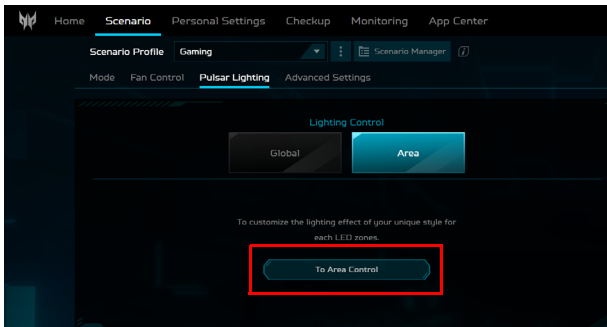 Home Scenario Personal Settings Checkup Monitoring App Center
Scenario Profile Gaming Scenario Manager i
Mode Fan Control Pulsar Lighting Advanced Settings
Lighting Control
Global Area
To customize the lighting effect of your unique style for
each LED zones.
To Area Control